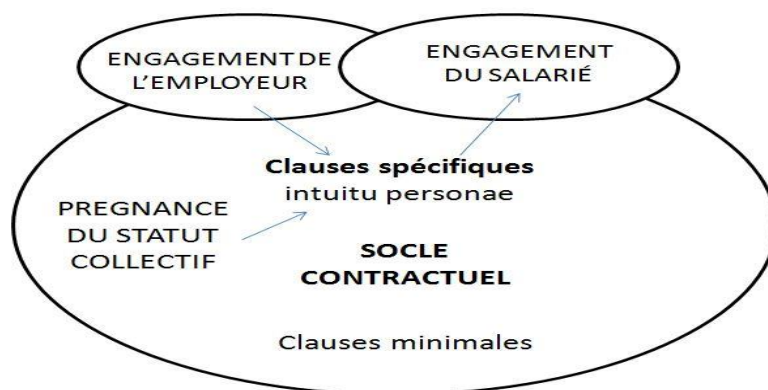 ENGAGEMENT DE
L'EMPLOYEUR
ENGAGEMENT
DU SALARIÉ
Clauses spécifiques
intuitu personae
PREGNANCE
DU STATUT
COLLECTIF
SOCLE
CONTRACTUEL
Clauses minimales